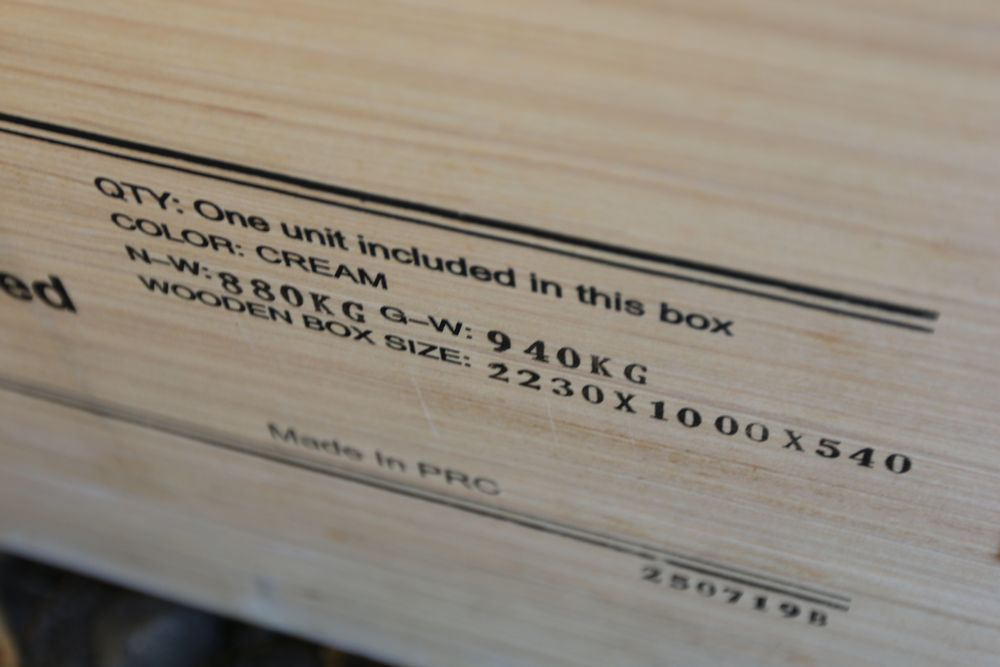 QTY: One unit included in this box
COLOR: CREAM
N-W: 880KG G-W: 940KG
WOODEN BOX SIZE: 2230X1000X540
ed
Made In PRC
250719B